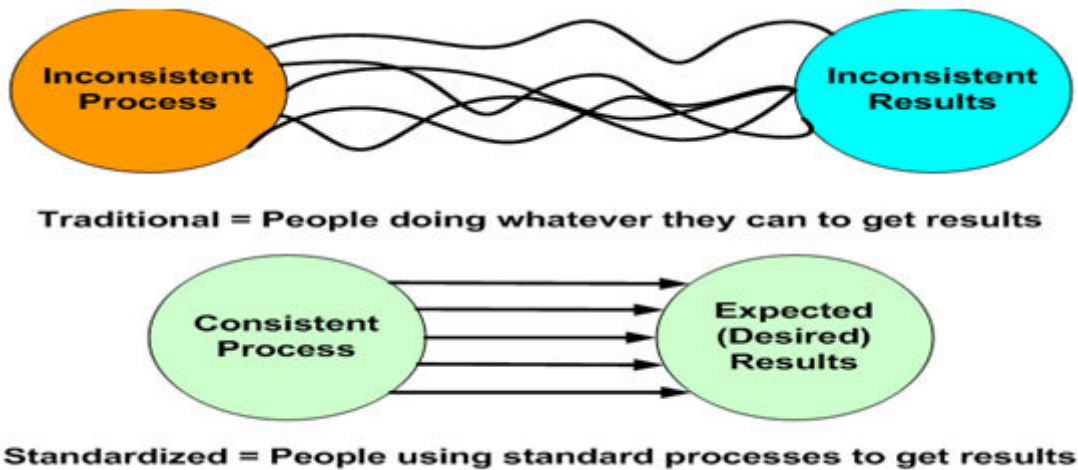 Inconsistent
Process
Inconsistent
Results
Traditional = People doing whatever they can to get results
Consistent
Process
Expected
(Desired)
Results
Standardized = People using standard processes to get results